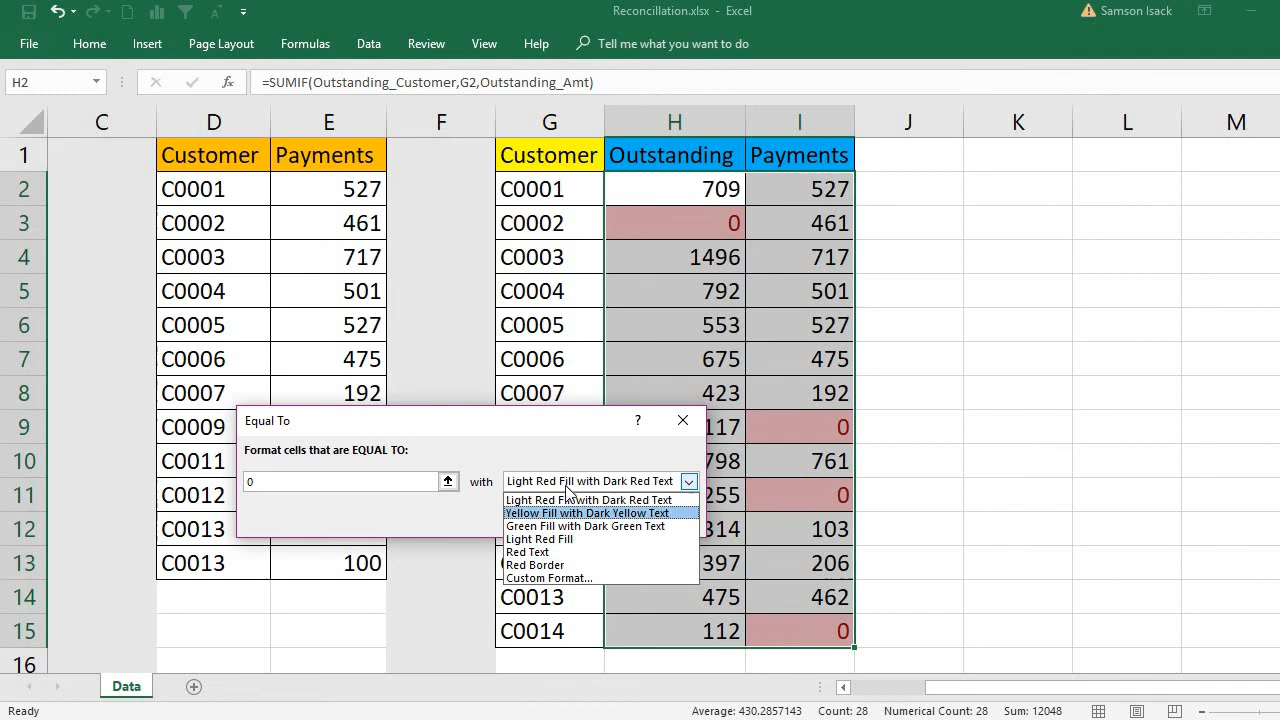 Reconcillation.xlsx - Excel
Samson Isack
File Home Insert Page Layout Formulas Data Review View Help Tell me what you want to do
H2 fx =SUMIF(Outstanding_Customer,G2,Outstanding_Amt)
C D E F G H I J K L M
1 Customer Payments Customer Outstanding Payments
2 C0001 527 C0001 709 527
3 C0002 461 C0002 0 461
4 C0003 717 C0003 1496 717
5 C0004 501 C0004 792 501
6 C0005 527 C0005 553 527
7 C0006 475 C0006 675 475
8 C0007 192 C0007 423 192
9 C0009 117 0
10 C0011 798 761
11 C0012 255 0
12 C0013 314 103
13 C0013 100 397 206
14 C0013 475 462
15 C0014 112 0
16
Equal To ?
Format cells that are EQUAL TO:
0 with Light Red Fill with Dark Red Text
Light Red Fill with Dark Red Text
Yellow Fill with Dark Yellow Text
Green Fill with Dark Green Text
Light Red Fill
Red Text
Red Border
Custom Format...
Data
Ready Average: 430.2857143 Count: 28 Numerical Count: 28 Sum: 12048